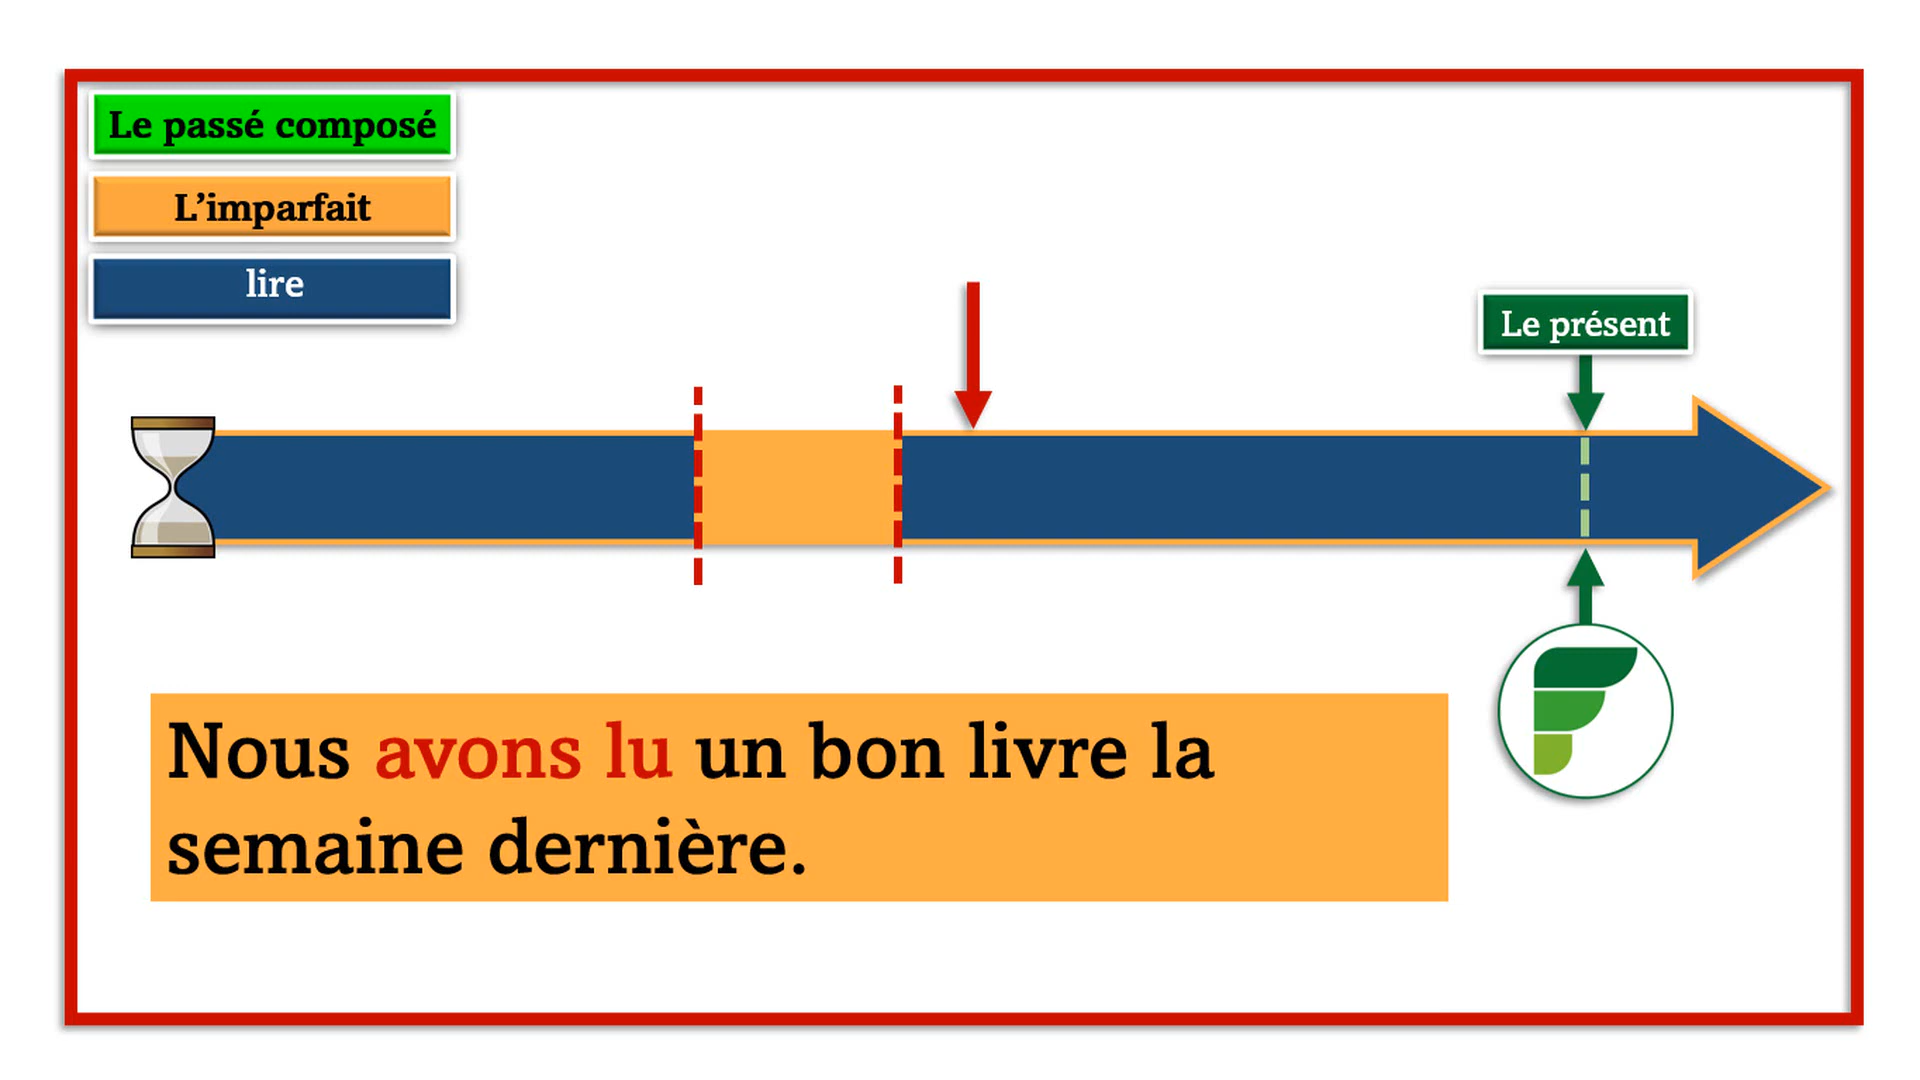 Le passé composé
L’imparfait
lire
Le présent
Nous avons lu un bon livre la
semaine dernière.